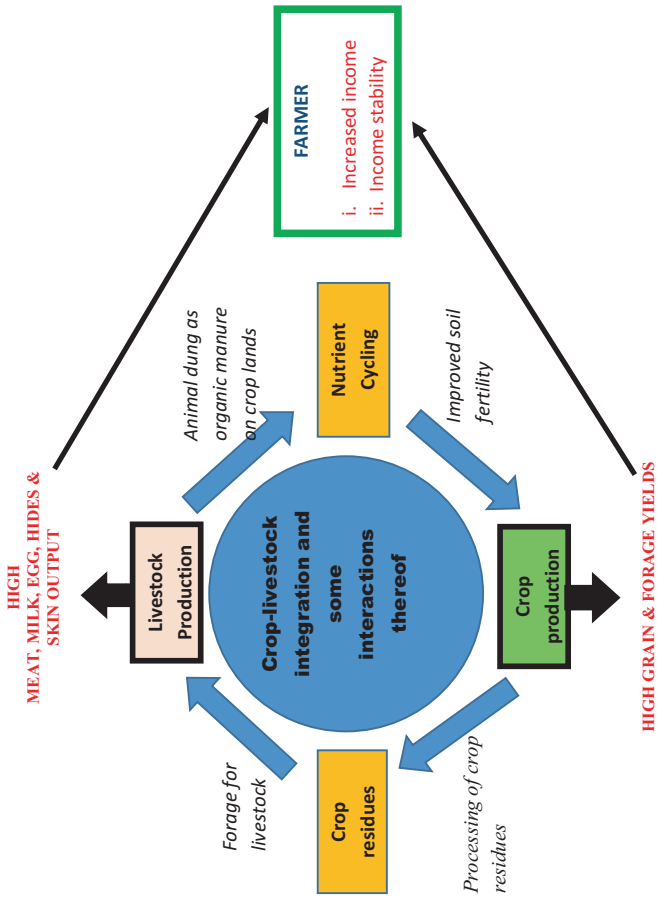 HIGH
MEAT, MILK, EGG, HIDES &
SKIN OUTPUT
Livestock
Production
Animal dung as
organic manure
on crop lands
Forage for
livestock
Crop-livestock
integration and
some
interactions
thereof
Crop
residues
Nutrient
Cycling
FARMER
i. Increased income
ii. Income stability
Processing of crop
residues
Improved soil
fertility
Crop
production
HIGH GRAIN & FORAGE YIELDS